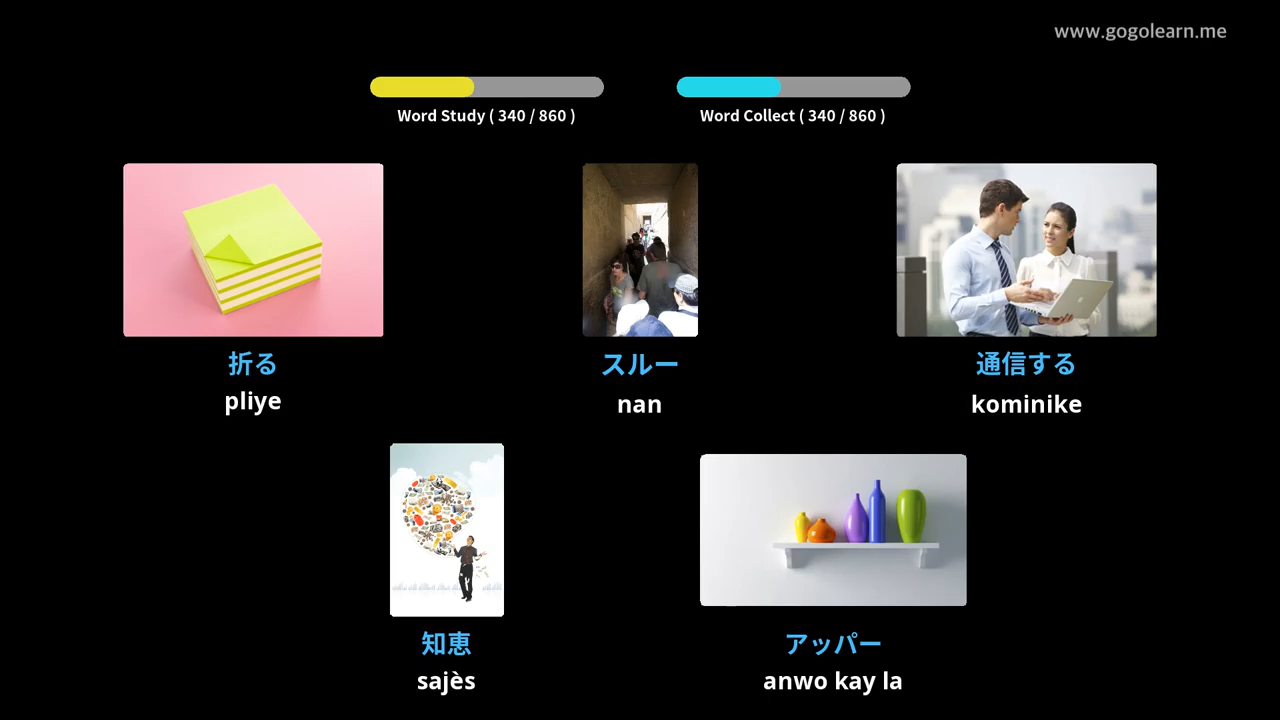 www.gogolearn.me
Word Study ( 340 / 860 )
Word Collect ( 340 / 860 )
折る
pliye
スルー
nan
通信する
kominike
知恵
sajès
アッパー
anwo kay la